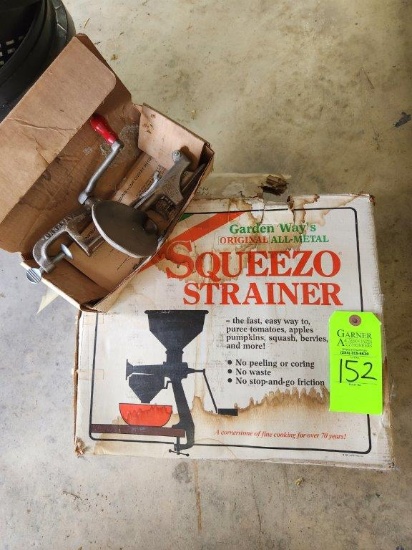 Garden Way's
ORIGINAL ALL-METAL
SQUEEZO
STRAINER
– the fast, easy way to,
puree tomatoes, apples
pumpkins, squash, berries,
and more!
• No peeling or coring
• No waste
• No stop-and-go friction
A cornerstone of fine cooking for over 70 years!
GARNER
152